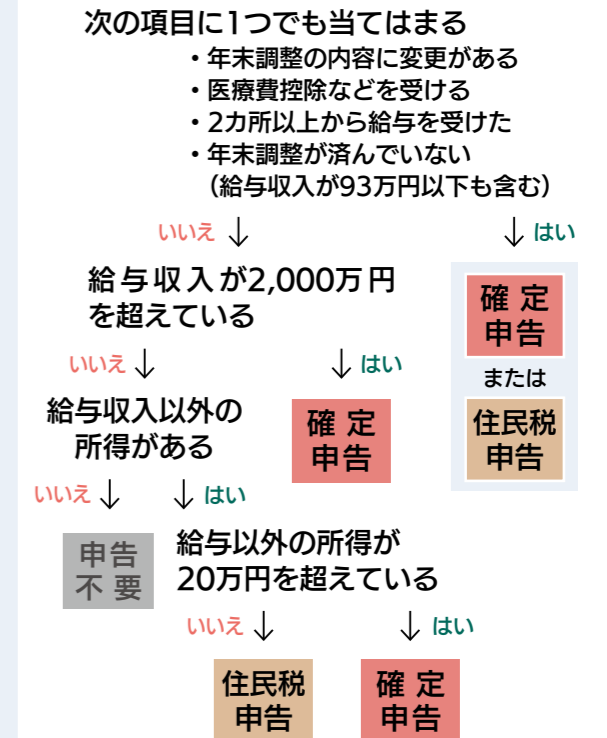 次の項目に1つでも当てはまる
・年末調整の内容に変更がある
・医療費控除などを受ける
・2カ所以上から給与を受けた
・年末調整が済んでいない
（給与収入が93万円以下も含む）
いいえ↓
↓はい
給与収入が2,000万円
を超えている
確定
申告
または
住民税
申告
いいえ↓
↓はい
給与収入以外の
所得がある
確定
申告
いいえ↓
↓はい
申告
不要
給与以外の所得が
20万円を超えている
いいえ↓
↓はい
住民税
申告
確定
申告